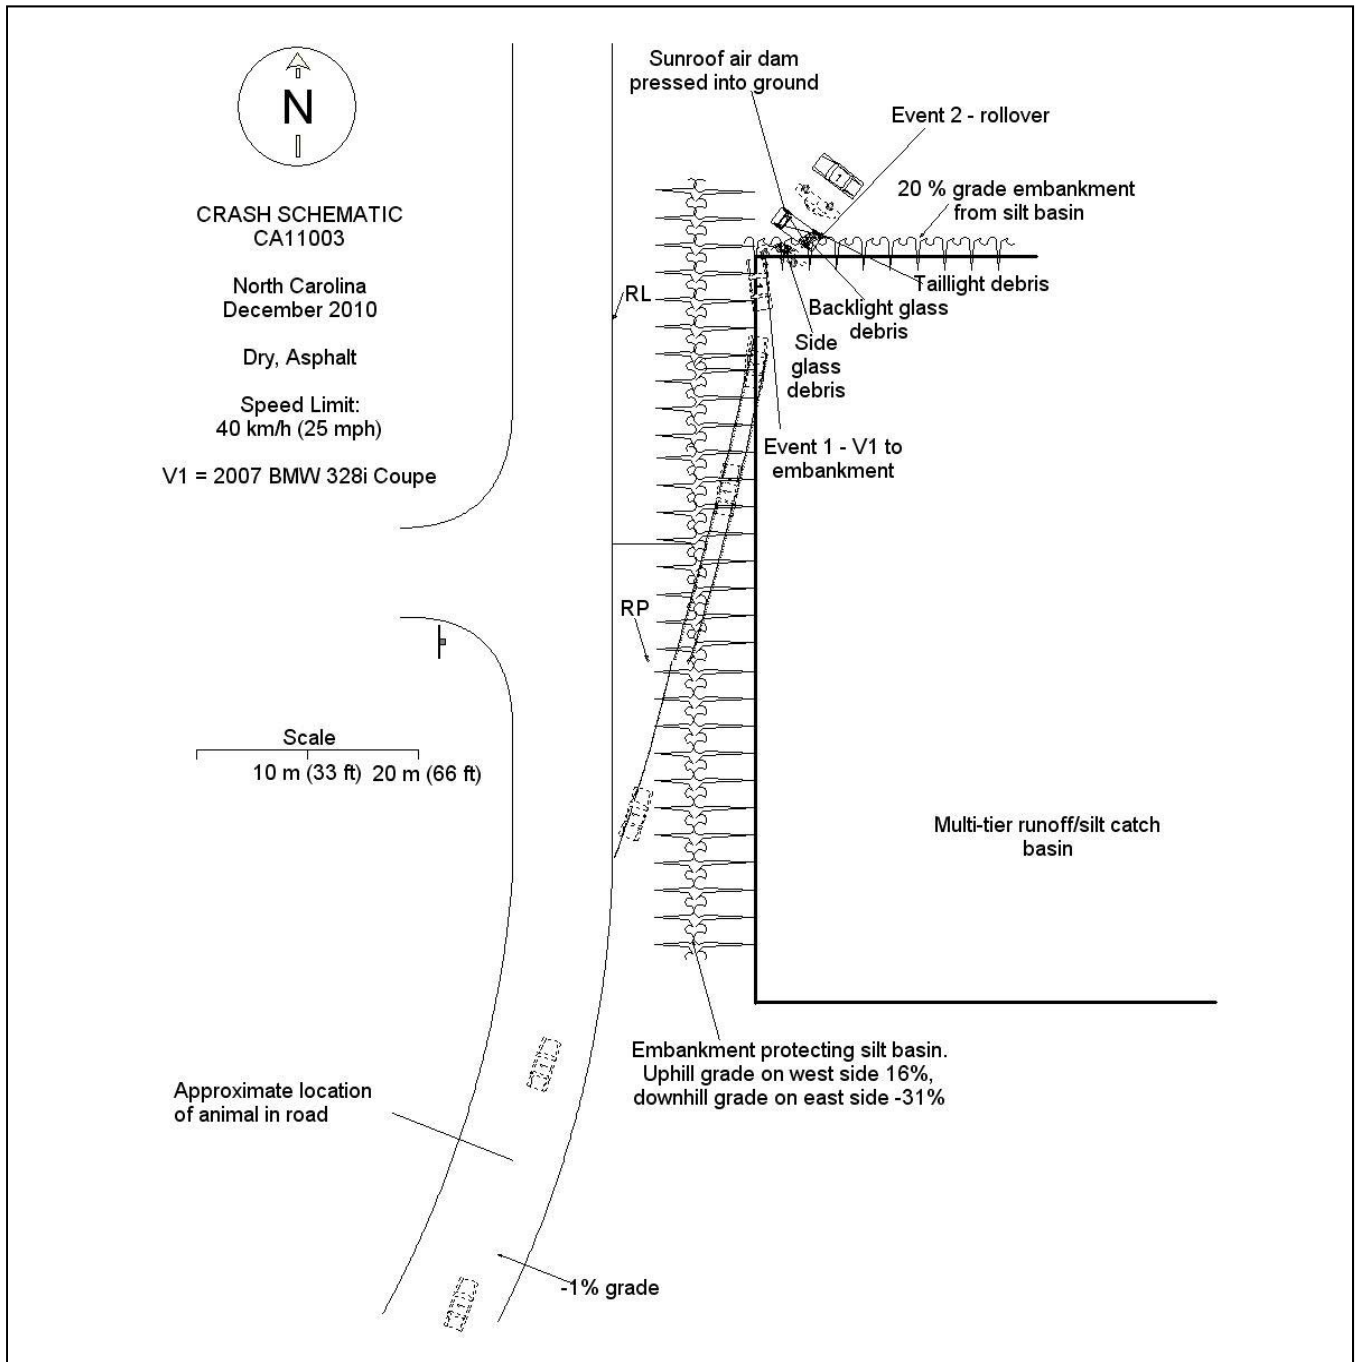 N
CRASH SCHEMATIC
CA11003
North Carolina
December 2010
Dry, Asphalt
Speed Limit:
40 km/h (25 mph)
V1 = 2007 BMW 328i Coupe
Sunroof air dam
pressed into ground
Event 2 - rollover
20 % grade embankment
from silt basin
1
Taillight debris
Backlight glass
debris
Side
glass
debris
Event 1 - V1 to
embankment
RL
RP
Scale
10 m (33 ft) 20 m (66 ft)
Multi-tier runoff/silt catch
basin
Embankment protecting silt basin.
Uphill grade on west side 16%,
downhill grade on east side -31%
Approximate location
of animal in road
-1% grade